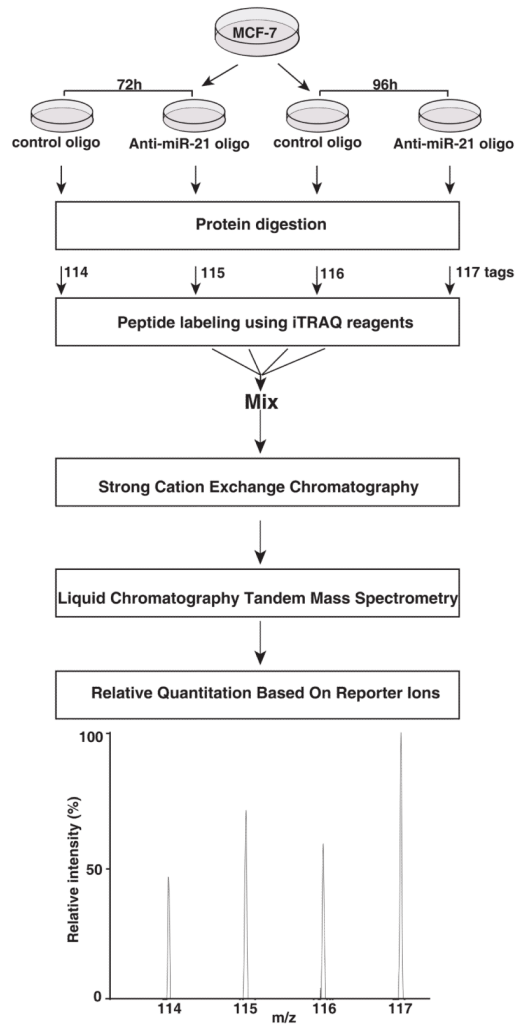 MCF-7
72h
96h
control oligo
Anti-miR-21 oligo
control oligo
Anti-miR-21 oligo
Protein digestion
114
115
116
117 tags
Peptide labeling using iTRAQ reagents
Mix
Strong Cation Exchange Chromatography
Liquid Chromatography Tandem Mass Spectrometry
Relative Quantitation Based On Reporter Ions
100
50
0
Relative intensity (%)
114
115
116
117
m/z